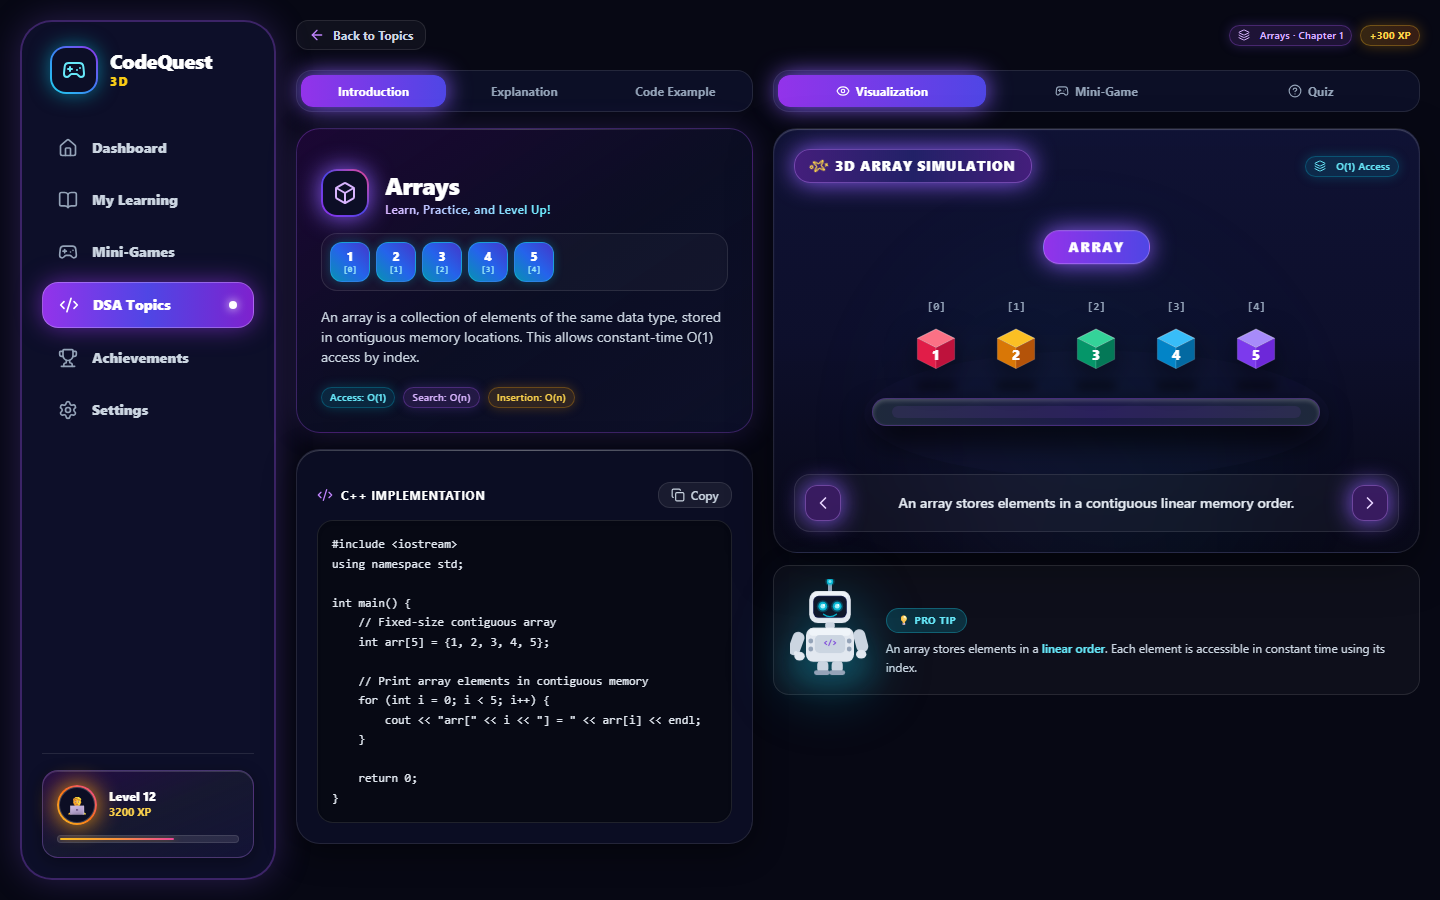 CodeQuest
3D
Dashboard
My Learning
Mini-Games
DSA Topics
Achievements
Settings
Level 12
3200 XP
Back to Topics
Arrays · Chapter 1
+300 XP
Introduction
Explanation
Code Example
Arrays
Learn, Practice, and Level Up!
1
[0]
2
[1]
3
[2]
4
[3]
5
[4]
An array is a collection of elements of the same data type, stored
in contiguous memory locations. This allows constant-time O(1)
access by index.
Access: O(1)
Search: O(n)
Insertion: O(n)
</> C++ IMPLEMENTATION
Copy
#include <iostream>
using namespace std;
int main() {
    // Fixed-size contiguous array
    int arr[5] = {1, 2, 3, 4, 5};
    // Print array elements in contiguous memory
    for (int i = 0; i < 5; i++) {
        cout << "arr[" << i << "] = " << arr[i] << endl;
    }
    return 0;
}
Visualization
Mini-Game
Quiz
3D ARRAY SIMULATION
O(1) Access
ARRAY
[0]
[1]
[2]
[3]
[4]
1
2
3
4
5
An array stores elements in a contiguous linear memory order.
</>
PRO TIP
An array stores elements in a linear order. Each element is accessible in constant time using its
index.